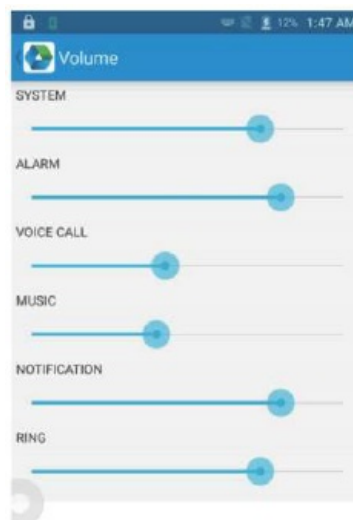 12% 1:47 AM
Volume
SYSTEM
ALARM
VOICE CALL
MUSIC
NOTIFICATION
RING